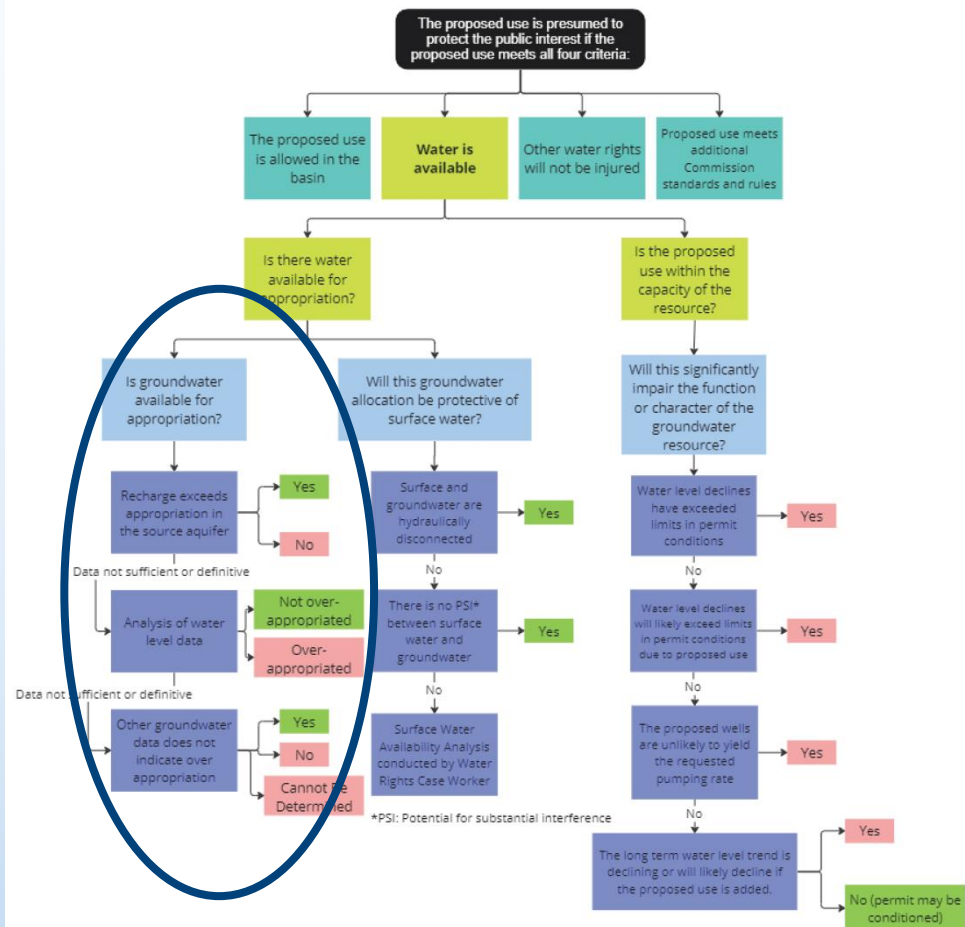 The proposed use is presumed to
protect the public interest if the
proposed use meets all four criteria:
The proposed use
is allowed in the
basin
Water is
available
Other water rights
will not be injured
Proposed use meets
additional
Commission
standards and rules
Is there water
available for
appropriation?
Is the proposed
use within the
capacity of the
resource?
Is groundwater
available for
appropriation?
Will this groundwater
allocation be protective of
surface water?
Will this significantly
impair the function
or character of the
groundwater
resource?
Recharge exceeds
appropriation in
the source aquifer
Yes
No
Surface and
groundwater are
hydraulically
disconnected
Yes
Water level declines
have exceeded
limits in permit
conditions
Yes
Data not sufficient or definitive
No
No
Analysis of water
level data
Not over-
appropriated
Over-
appropriated
There is no PSI*
between surface
water and
groundwater
Yes
Water level declines
will likely exceed limits
in permit conditions
due to proposed use
Yes
Data not sufficient or definitive
No
No
Other groundwater
data does not
indicate over
appropriation
Yes
No
Cannot Be
Determined
Surface Water
Availability Analysis
conducted by Water
Rights Case Worker
The proposed wells
are unlikely to yield
the requested
pumping rate
Yes
*PSI: Potential for substantial interference
No
The long term water level trend is
declining or will likely decline if
the proposed use is added.
Yes
No (permit may be
conditioned)